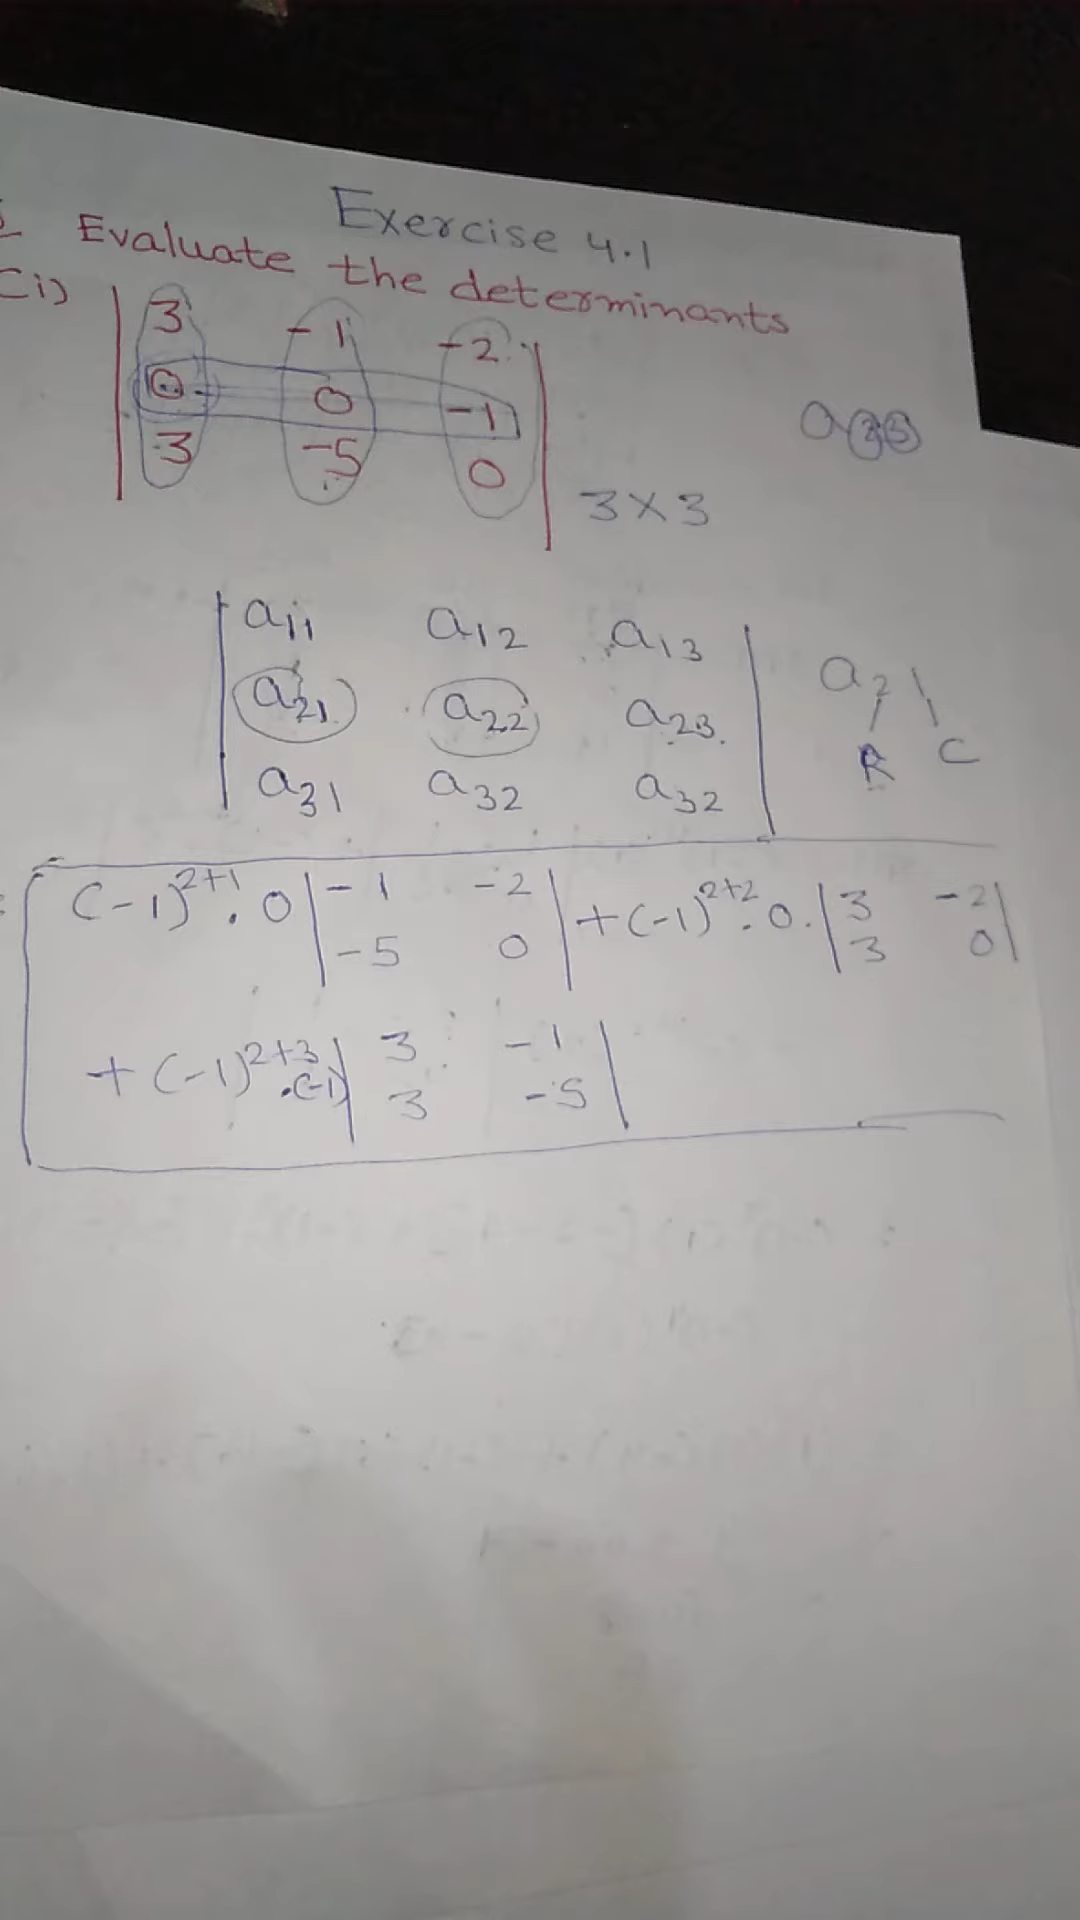 Exercise 4.1
Evaluate the determinants
(i)
3 -1 -2
0 0 -1
3 -5 0
3×3
a11 a12 a13
a21 a22 a23
a31 a32 a32
a21
R C
(-1)^2+1 . 0 |-1 -2| + (-1)^2+2 . 0 . |3 -2|
|-5 0| |3 0|
+ (-1)^2+3 . (-1) |3 -1|
|3 -5|